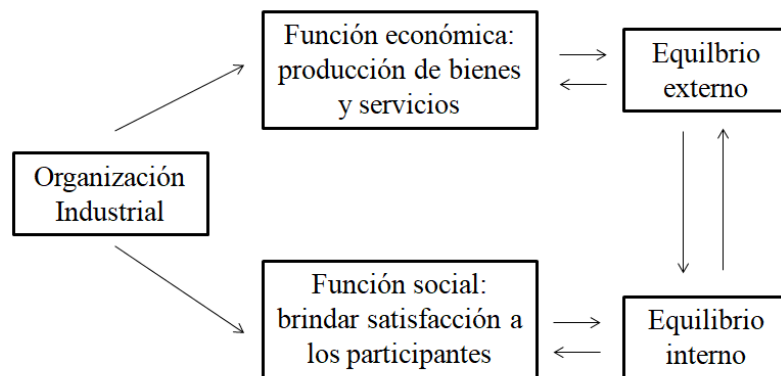 Función económica:
producción de bienes
y servicios
Equilbrio
externo
Organización
Industrial
Función social:
brindar satisfacción a
los participantes
Equilibrio
interno